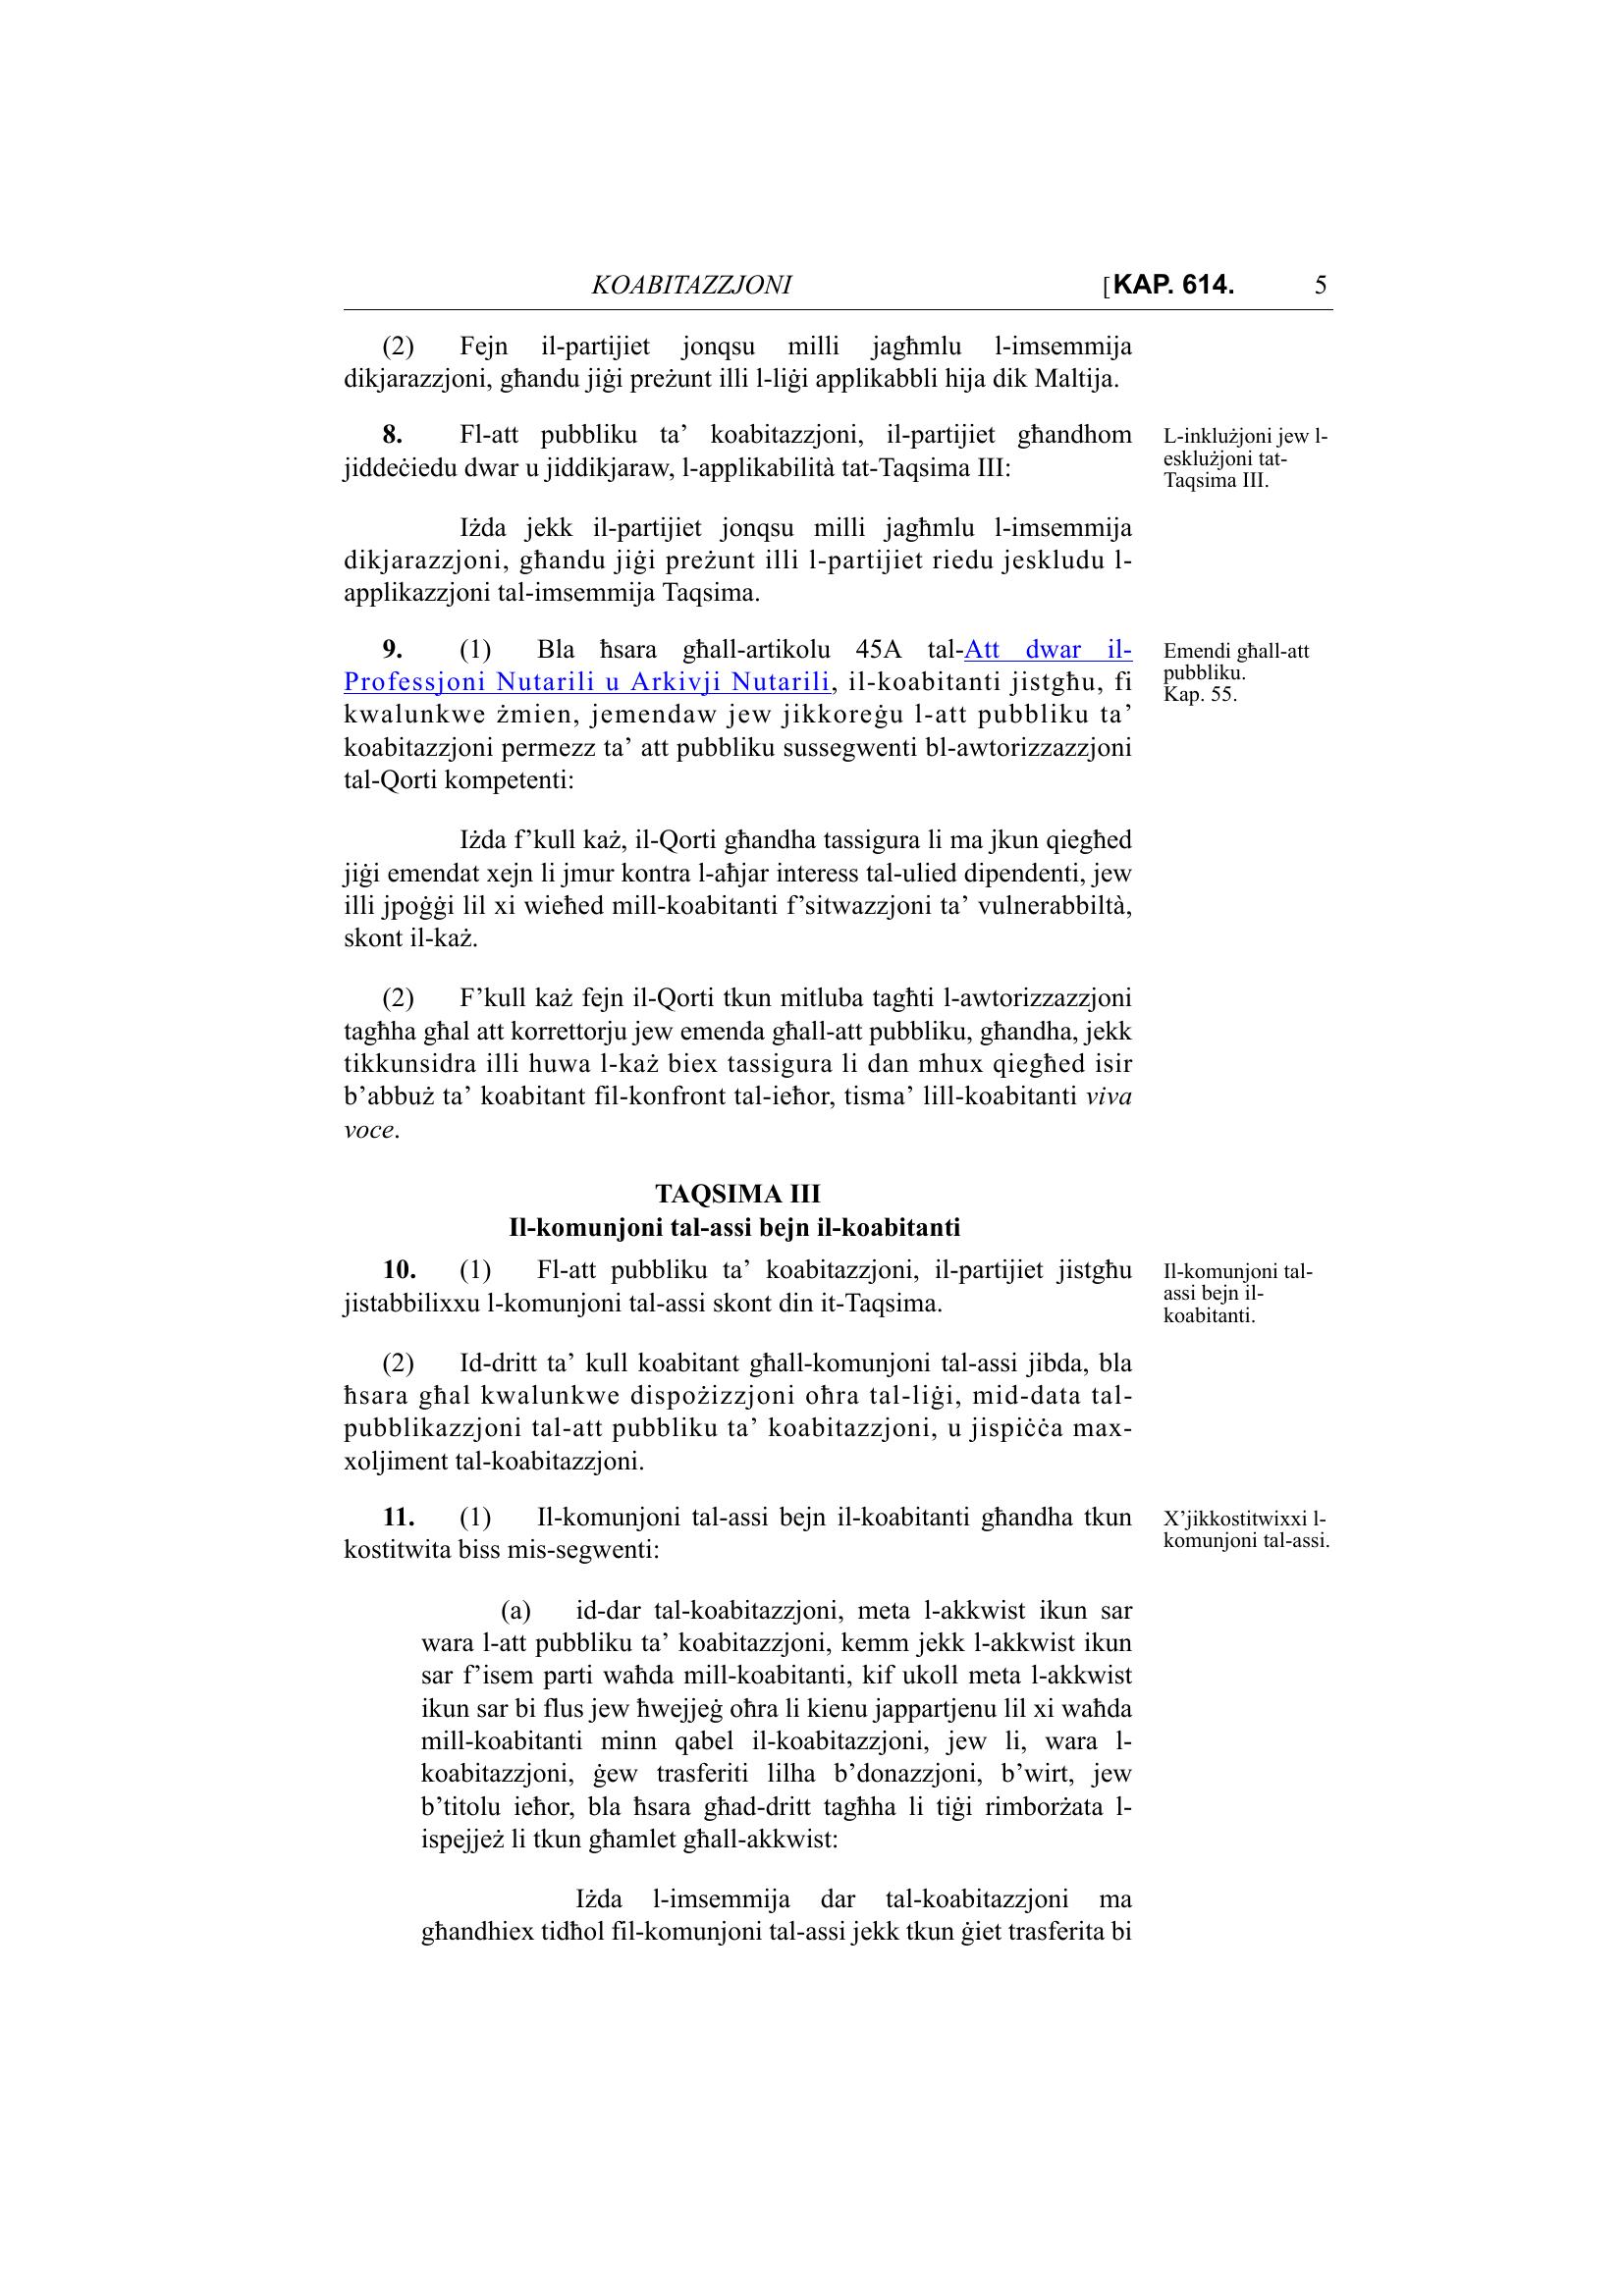 KOABITAZZJONI [KAP. 614. 5
(2) Fejn il-partijiet jonqsu milli jagħmlu l-imsemmija
dikjarazzjoni, għandu jiġi preżunt illi l-liġi applikabbli hija dik Maltija.
8. Fl-att pubbliku ta’ koabitazzjoni, il-partijiet għandhom
jiddeċiedu dwar u jiddikjaraw, l-applikabilità tat-Taqsima III:
L-inklużjoni jew l-
esklużjoni tat-
Taqsima III.
Iżda jekk il-partijiet jonqsu milli jagħmlu l-imsemmija
dikjarazzjoni, għandu jiġi preżunt illi l-partijiet riedu jeskludu l-
applikazzjoni tal-imsemmija Taqsima.
9. (1) Bla ħsara għall-artikolu 45A tal-Att dwar il-
Professjoni Nutarili u Arkivji Nutarili, il-koabitanti jistgħu, fi
kwalunkwe żmien, jemendaw jew jikkoreġu l-att pubbliku ta’
koabitazzjoni permezz ta’ att pubbliku sussegwenti bl-awtorizzazzjoni
tal-Qorti kompetenti:
Emendi għall-att
pubbliku.
Kap. 55.
Iżda f’kull każ, il-Qorti għandha tassigura li ma jkun qiegħed
jiġi emendat xejn li jmur kontra l-aħjar interess tal-ulied dipendenti, jew
illi jpoġġi lil xi wieħed mill-koabitanti f’sitwazzjoni ta’ vulnerabbiltà,
skont il-każ.
(2) F’kull każ fejn il-Qorti tkun mitluba tagħti l-awtorizzazzjoni
tagħha għal att korrettorju jew emenda għall-att pubbliku, għandha, jekk
tikkunsidra illi huwa l-każ biex tassigura li dan mhux qiegħed isir
b’abbuż ta’ koabitant fil-konfront tal-ieħor, tisma’ lill-koabitanti viva
voce.
TAQSIMA III
Il-komunjoni tal-assi bejn il-koabitanti
10. (1) Fl-att pubbliku ta’ koabitazzjoni, il-partijiet jistgħu
jistabbilixxu l-komunjoni tal-assi skont din it-Taqsima.
Il-komunjoni tal-
assi bejn il-
koabitanti.
(2) Id-dritt ta’ kull koabitant għall-komunjoni tal-assi jibda, bla
ħsara għal kwalunkwe dispożizzjoni oħra tal-liġi, mid-data tal-
pubblikazzjoni tal-att pubbliku ta’ koabitazzjoni, u jispiċċa max-
xoljiment tal-koabitazzjoni.
11. (1) Il-komunjoni tal-assi bejn il-koabitanti għandha tkun
kostitwita biss mis-segwenti:
X’jikkostitwixxi l-
komunjoni tal-assi.
(a) id-dar tal-koabitazzjoni, meta l-akkwist ikun sar
wara l-att pubbliku ta’ koabitazzjoni, kemm jekk l-akkwist ikun
sar f’isem parti waħda mill-koabitanti, kif ukoll meta l-akkwist
ikun sar bi flus jew ħwejjeġ oħra li kienu jappartjenu lil xi waħda
mill-koabitanti minn qabel il-koabitazzjoni, jew li, wara l-
koabitazzjoni, ġew trasferiti lilha b’donazzjoni, b’wirt, jew
b’titolu ieħor, bla ħsara għad-dritt tagħha li tiġi rimborżata l-
ispejjeż li tkun għamlet għall-akkwist:
Iżda l-imsemmija dar tal-koabitazzjoni ma
għandhiex tidħol fil-komunjoni tal-assi jekk tkun ġiet trasferita bi